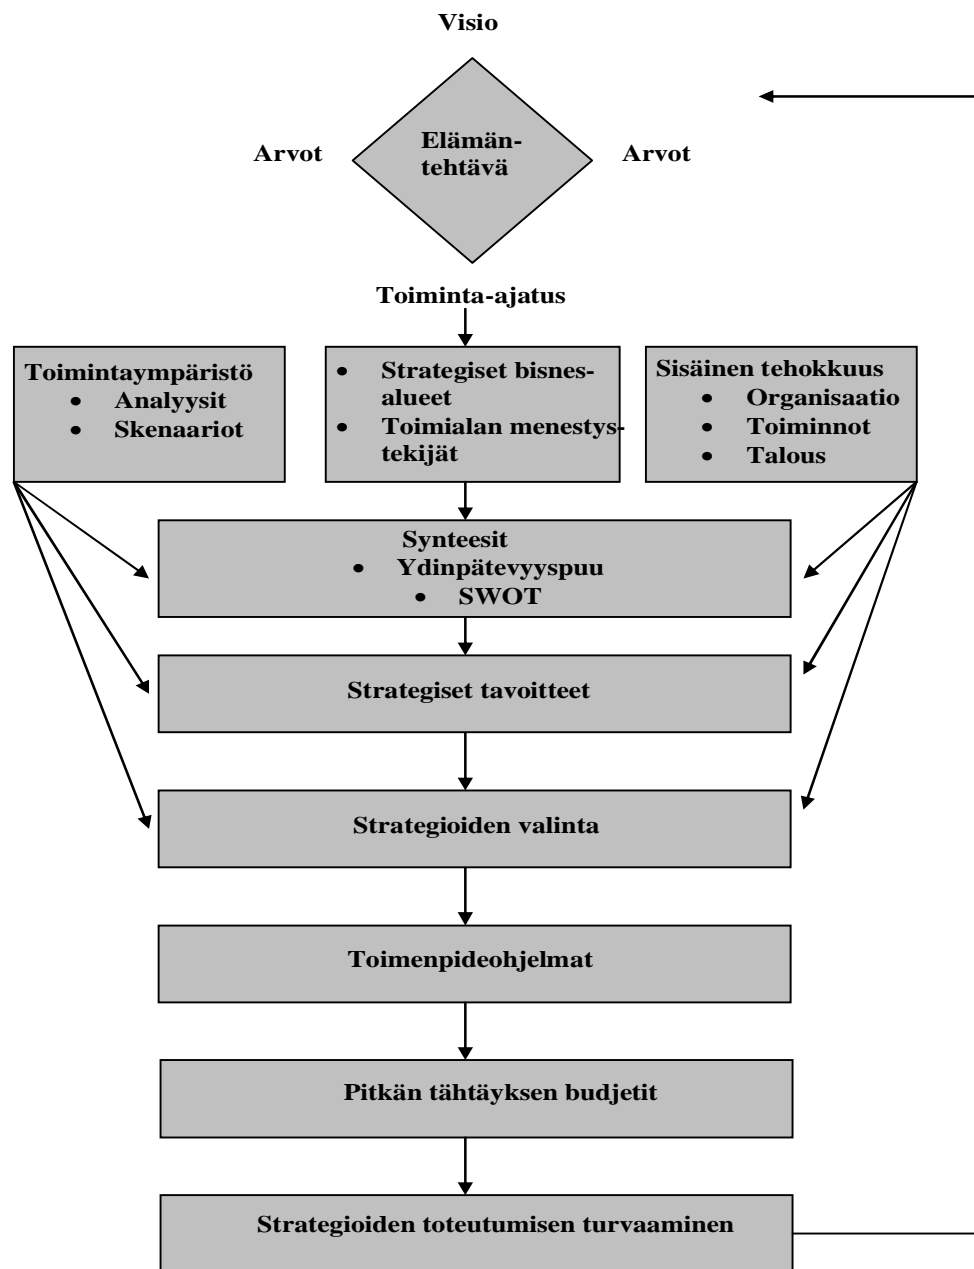 Visio
Elämän-
tehtävä
Arvot
Arvot
Toiminta-ajatus
Toimintaympäristö
• Analyysit
• Skenaariot
• Strategiset bisnes-
alueet
• Toimialan menestys-
tekijät
Sisäinen tehokkuus
• Organisaatio
• Toiminnot
• Talous
Synteesit
• Ydinpätevyyspuu
• SWOT
Strategiset tavoitteet
Strategioiden valinta
Toimenpideohjelmat
Pitkän tähtäyksen budjetit
Strategioiden toteutumisen turvaaminen